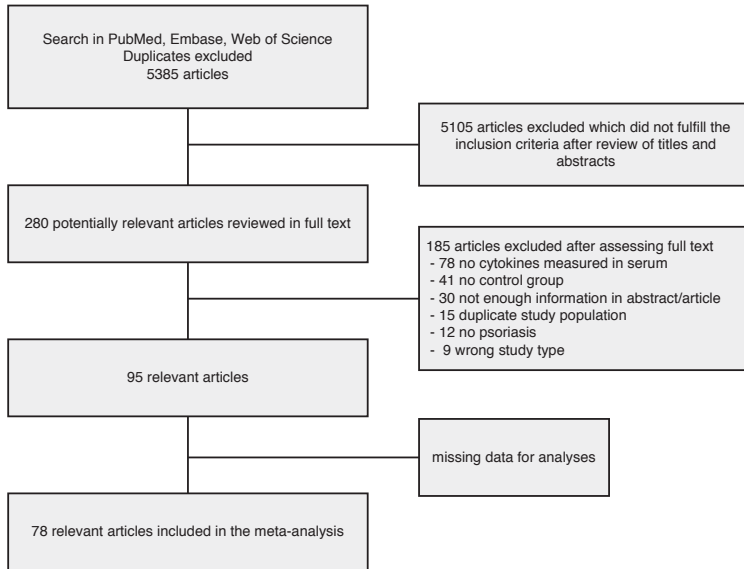 Search in PubMed, Embase, Web of Science
Duplicates excluded
5385 articles
5105 articles excluded which did not fulfill the
inclusion criteria after review of titles and
abstracts
280 potentially relevant articles reviewed in full text
185 articles excluded after assessing full text
- 78 no cytokines measured in serum
- 41 no control group
- 30 not enough information in abstract/article
- 15 duplicate study population
- 12 no psoriasis
- 9 wrong study type
95 relevant articles
missing data for analyses
78 relevant articles included in the meta-analysis